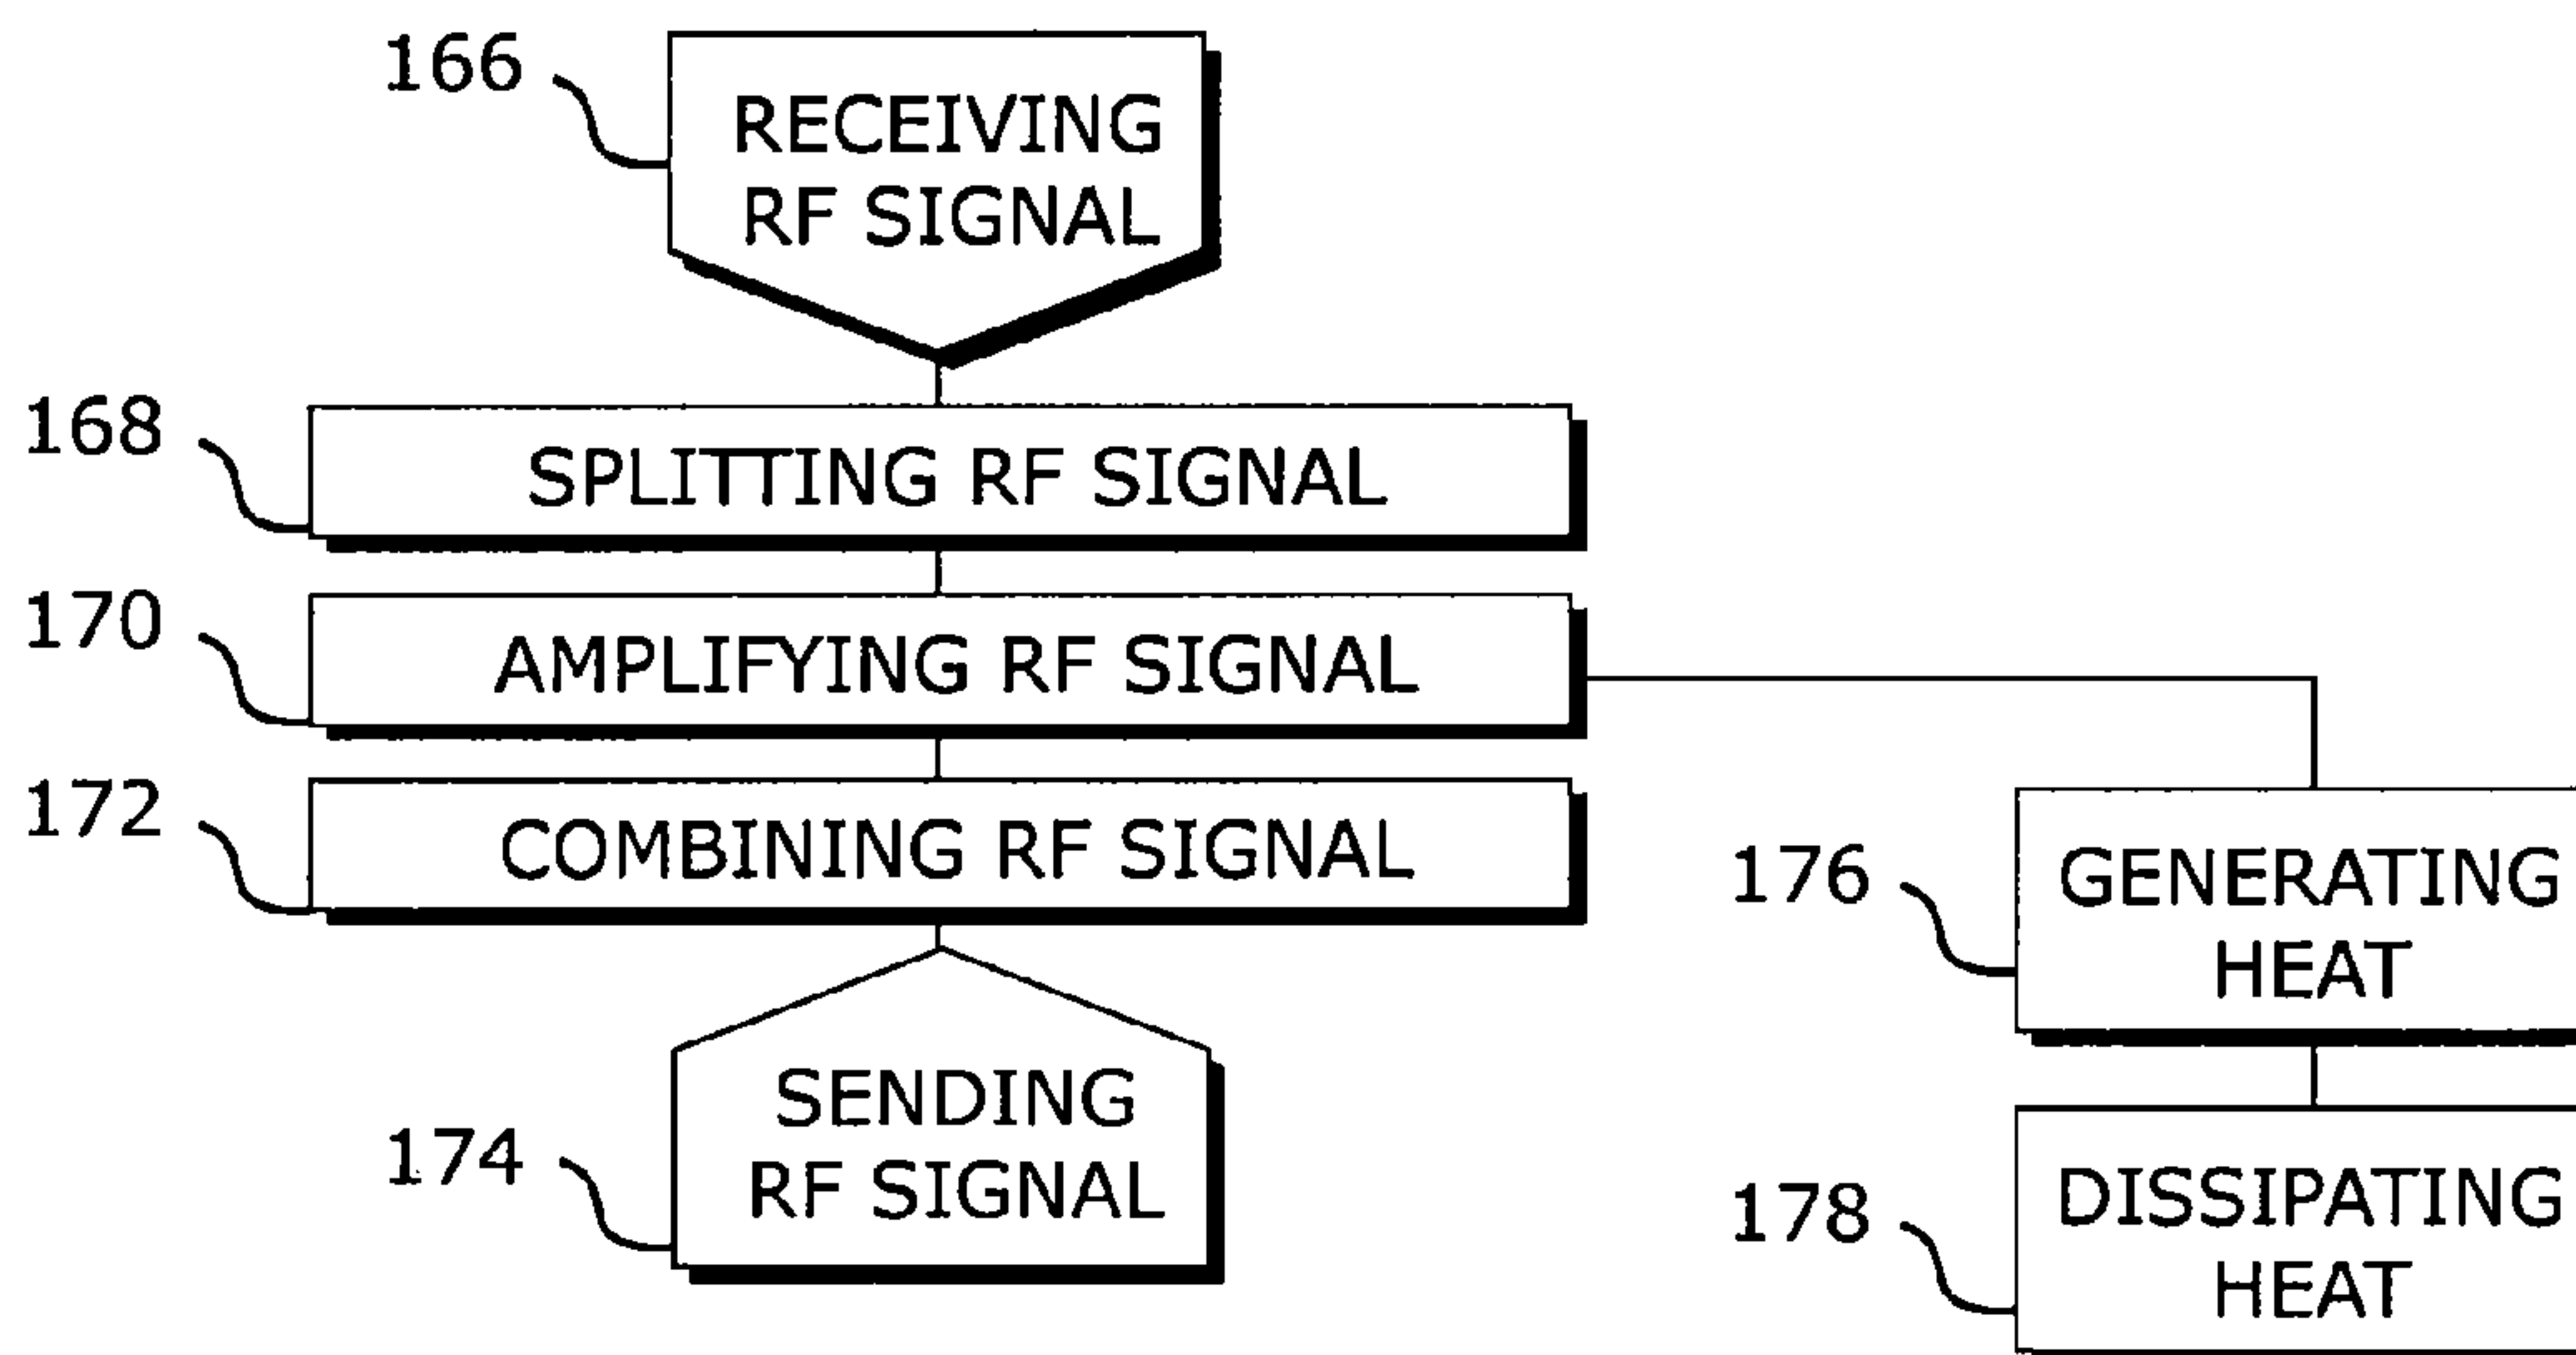 166
RECEIVING
RF SIGNAL
168
SPLITTING RF SIGNAL
170
AMPLIFYING RF SIGNAL
172
COMBINING RF SIGNAL
174
SENDING
RF SIGNAL
176
GENERATING
HEAT
178
DISSIPATING
HEAT